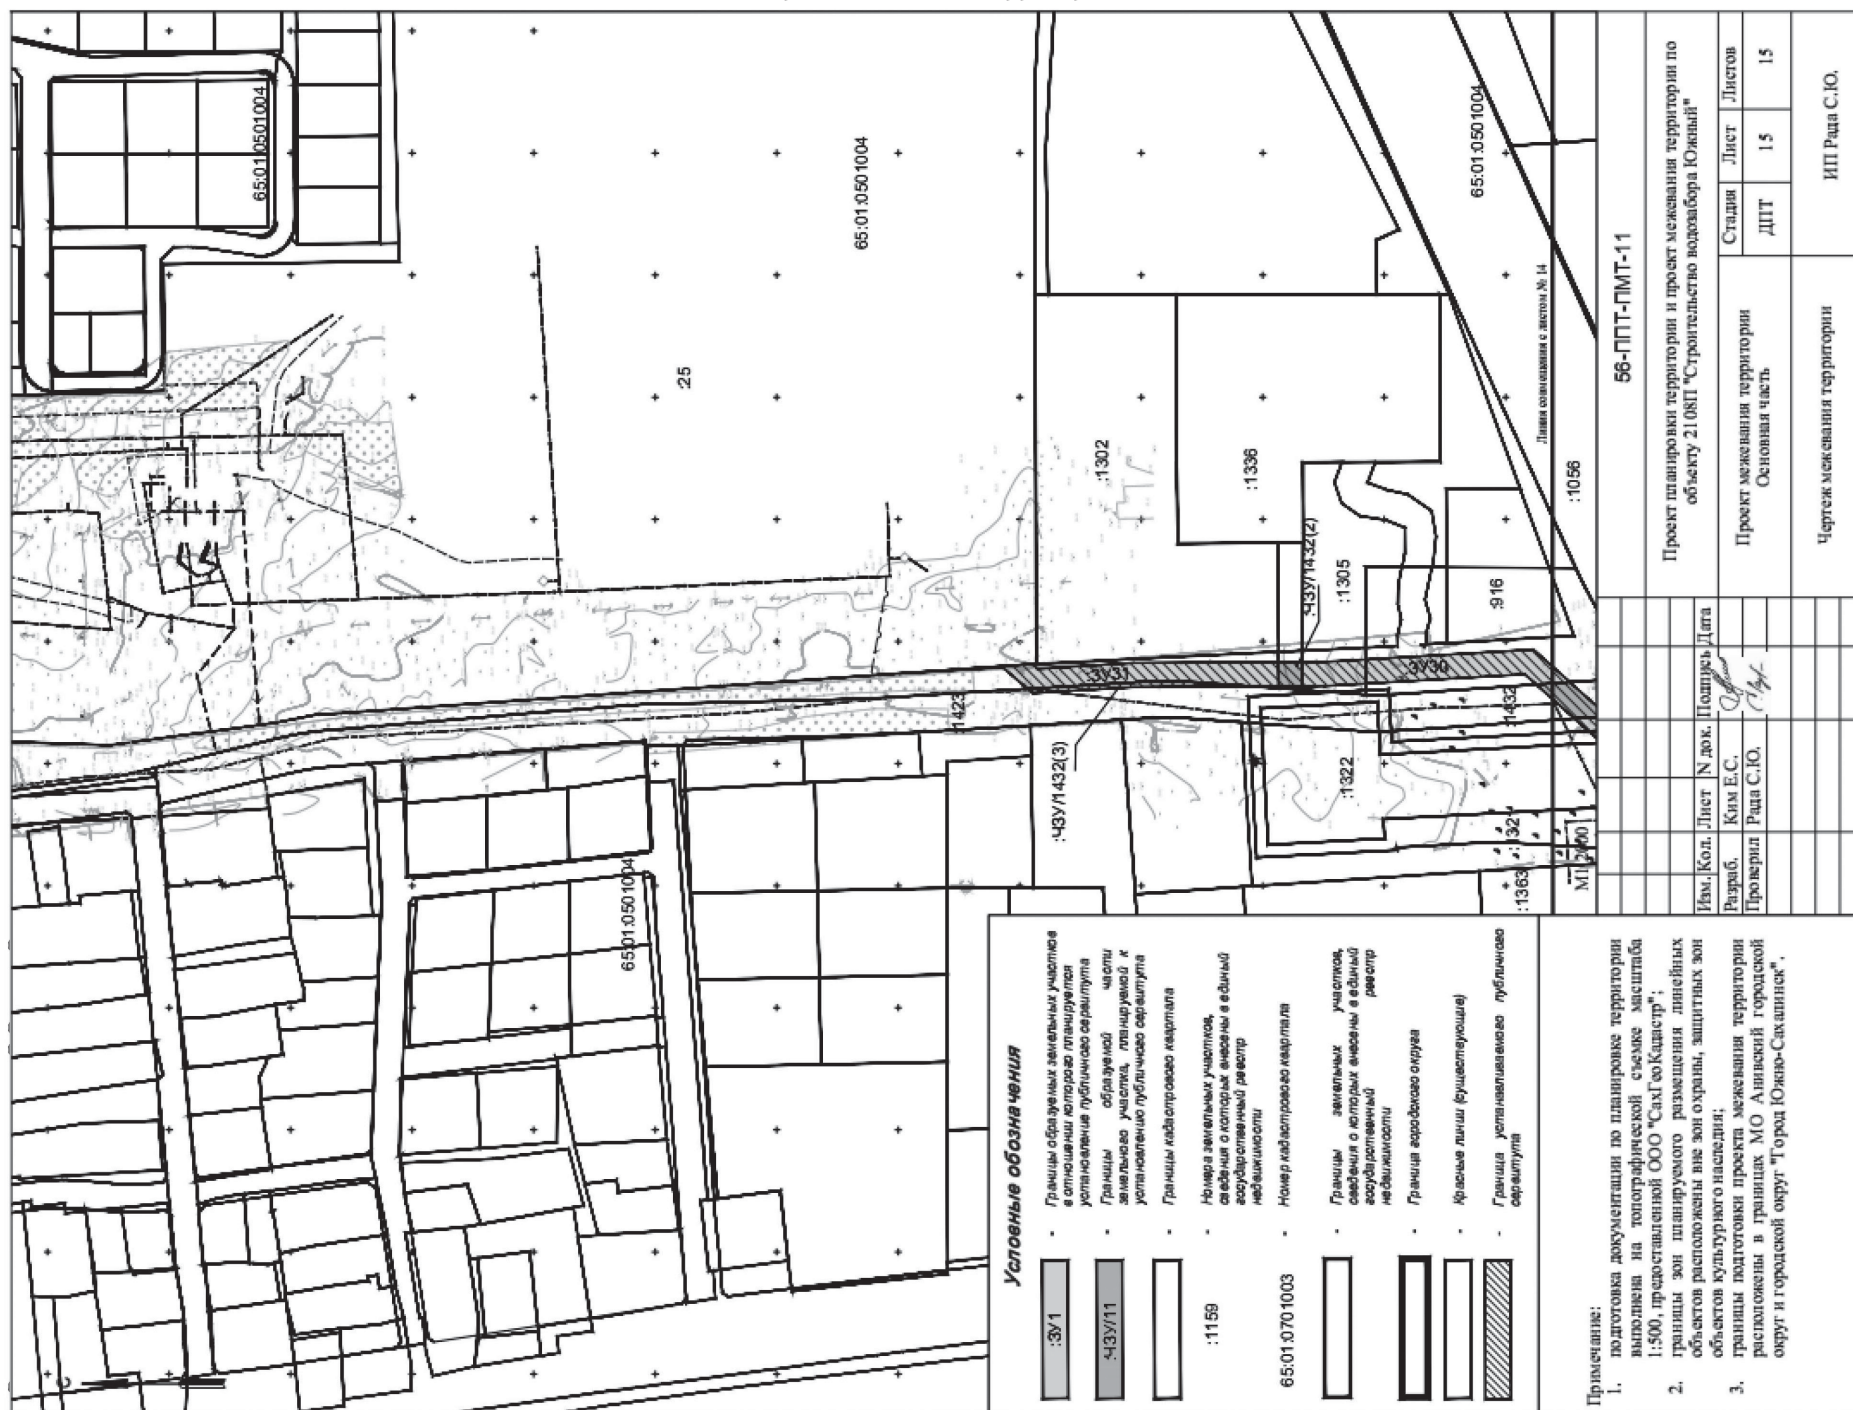 65:01:0501004
65:01:0501004
65:01:0501004
:25
:1302
:1336
:ЧЗУ/1432(2)
:1305
:916
:1056
Линия совмещения с листом № 14
:ЗУ31
:ЗУ30
:1423
:1432
:ЧЗУ/1432(3)
:1322
:1321
:1363
65:01:0501004
М1:2000
Условные обозначения
:ЗУ1
- Границы образуемых земельных участков
в отношении которого планируется
установление публичного сервитута
:ЧЗУ/11
- Границы образуемой части
земельного участка, планируемой к
установлению публичного сервитута
- Границы кадастрового квартала
:1159
- Номера земельных участков,
сведения о которых внесены в единый
государственный реестр
недвижимости
65:01:0701003
- Номер кадастрового квартала
- Границы земельных участков,
сведения о которых внесены в единый
государственный реестр
недвижимости
- Граница городского округа
- Красные линии (существующие)
- Граница устанавливаемого публичного
сервитута
Примечание:
1. подготовка документации по планировке территории
выполнена на топографической съемке масштаба
1:500, предоставленной ООО "СахГеоКадастр";
2. границы зон планируемого размещения линейных
объектов расположены вне зон охраны, защитных зон
объектов культурного наследия;
3. границы подготовки проекта межевания территории
расположены в границах МО Анивский городской
округ и городской округ "Город Южно-Сахалинск".
56-ППТ-ПМТ-11
Проект планировки территории и проект межевания территории по
объекту 2108П "Строительство водозабора Южный"
Изм. Кол. Лист N док. Подпись Дата
Разраб. Ким Е.С.
Проверил Рада С.Ю.
Проект межевания территории
Основная часть
Стадия Лист Листов
ДПТ 15 15
Чертеж межевания территории
ИП Рада С.Ю.